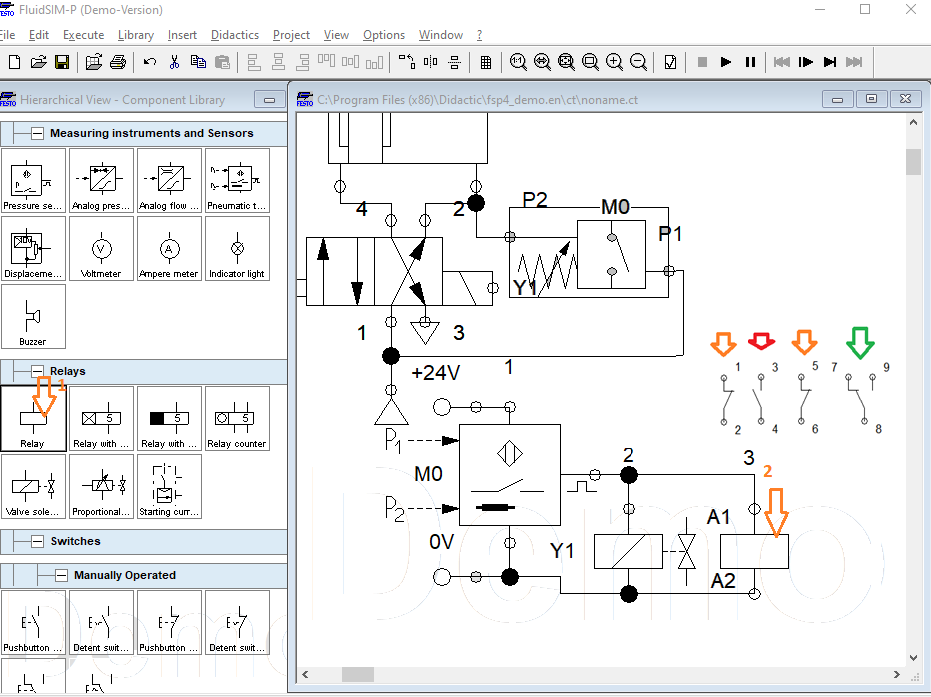 FluidSIM-P (Demo-Version)
File Edit Execute Library Insert Didactics Project View Options Window ?
Hierarchical View - Component Library
C:\Program Files (x86)\Didactic\fsp4_demo.en\ct\noname.ct
Measuring instruments and Sensors
Pressure se... Analog pres... Analog flow ... Pneumatic t...
Displaceme... Voltmeter Ampere meter Indicator light
Buzzer
Relays
1
5 5 5
Relay Relay with ... Relay with ... Relay counter
Valve sole... Proportional... Starting curr...
Switches
Manually Operated
Pushbutton ... Detent swit... Pushbutton ... Detent swit...
4 2 P2 M0
P1
Y1
1 3
+24V 1
1 3 5 7 9
2 4 6 8
P1
M0
P2
0V
2 3
2
Y1 A1
A2
Demo